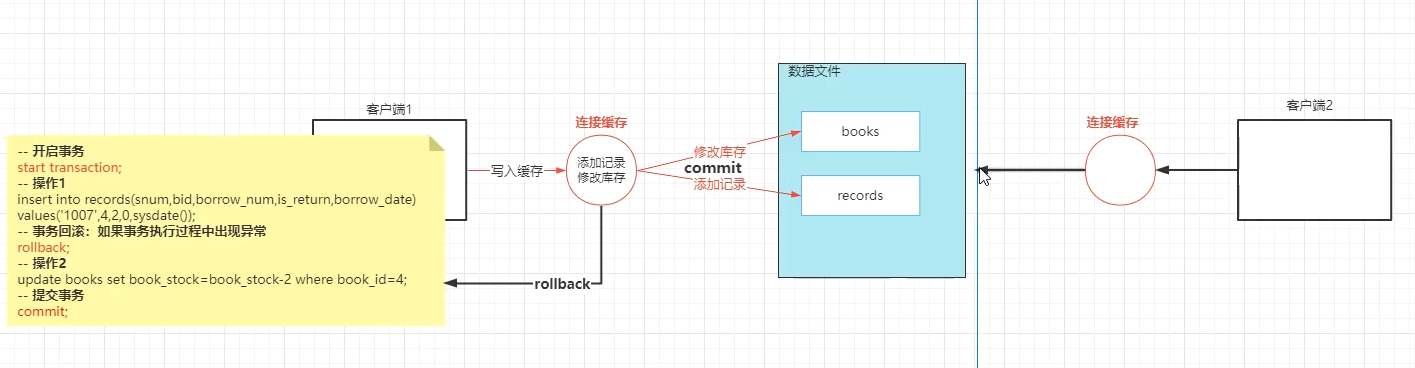 客户端1
-- 开启事务
start transaction;
-- 操作1
insert into records(snum,bid,borrow_num,is_return,borrow_date)
values('1007',4,2,0,sysdate());
-- 事务回滚：如果事务执行过程中出现异常
rollback;
-- 操作2
update books set book_stock=book_stock-2 where book_id=4;
-- 提交事务
commit;
写入缓存
连接缓存
添加记录
修改库存
rollback
修改库存
commit
添加记录
数据文件
books
records
连接缓存
客户端2